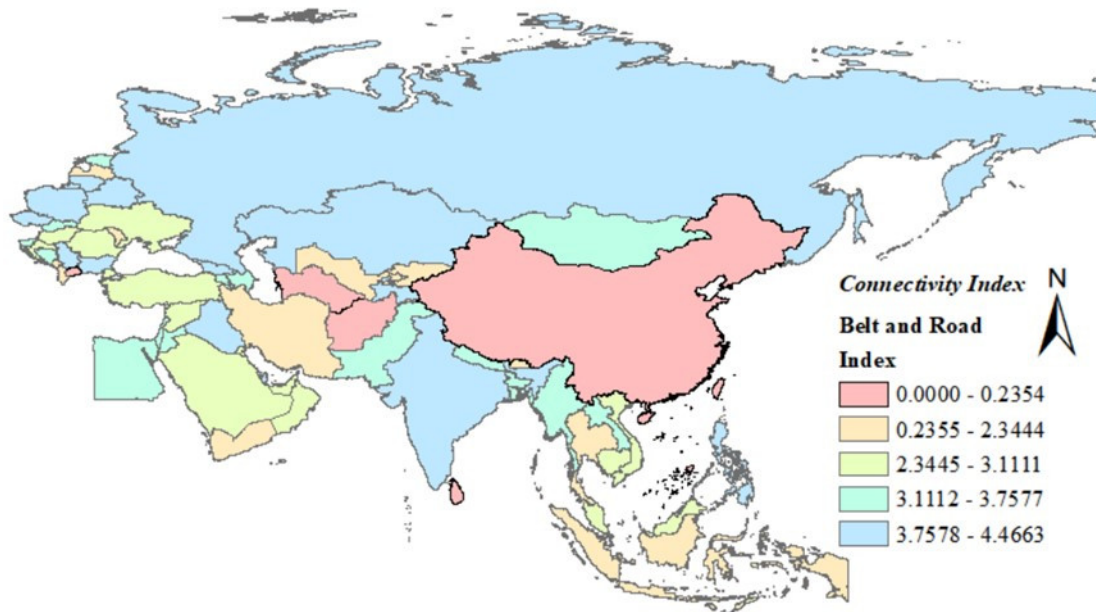 N
Connectivity Index
Belt and Road
Index
0.0000 - 0.2354
0.2355 - 2.3444
2.3445 - 3.1111
3.1112 - 3.7577
3.7578 - 4.4663